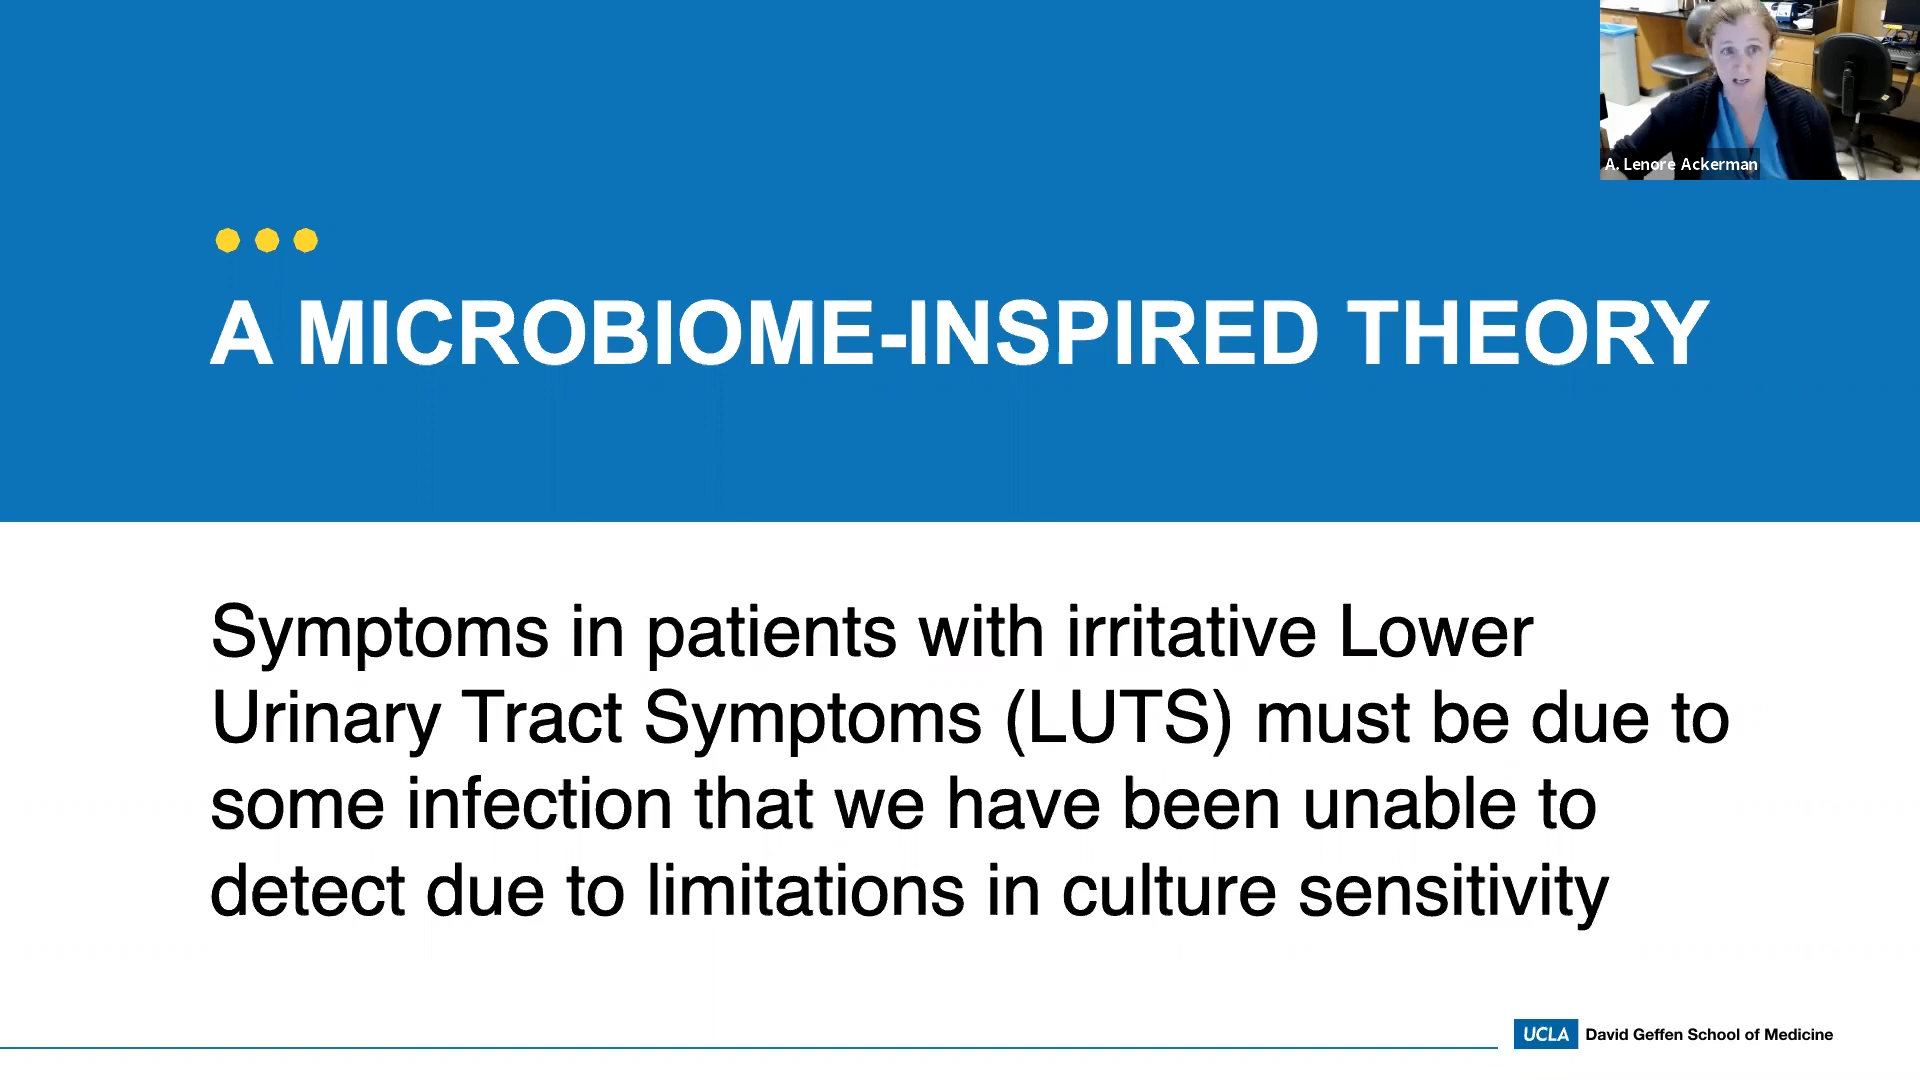 A. Lenore Ackerman
A MICROBIOME-INSPIRED THEORY
Symptoms in patients with irritative Lower
Urinary Tract Symptoms (LUTS) must be due to
some infection that we have been unable to
detect due to limitations in culture sensitivity
UCLA David Geffen School of Medicine